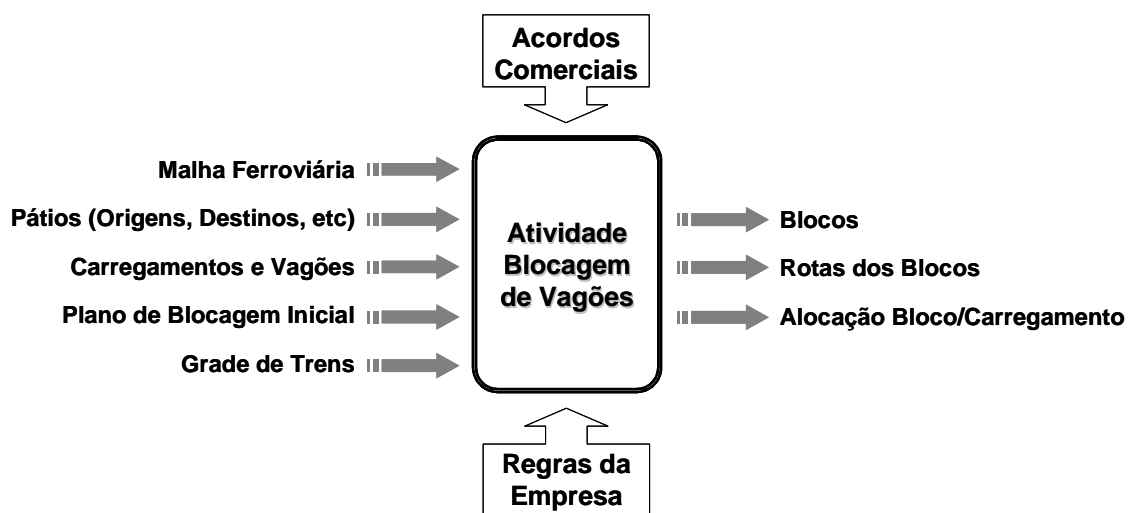 Acordos
Comerciais
Malha Ferroviária
Pátios (Origens, Destinos, etc)
Carregamentos e Vagões
Plano de Blocagem Inicial
Grade de Trens
Atividade
Blocagem
de Vagões
Blocos
Rotas dos Blocos
Alocação Bloco/Carregamento
Regras da
Empresa